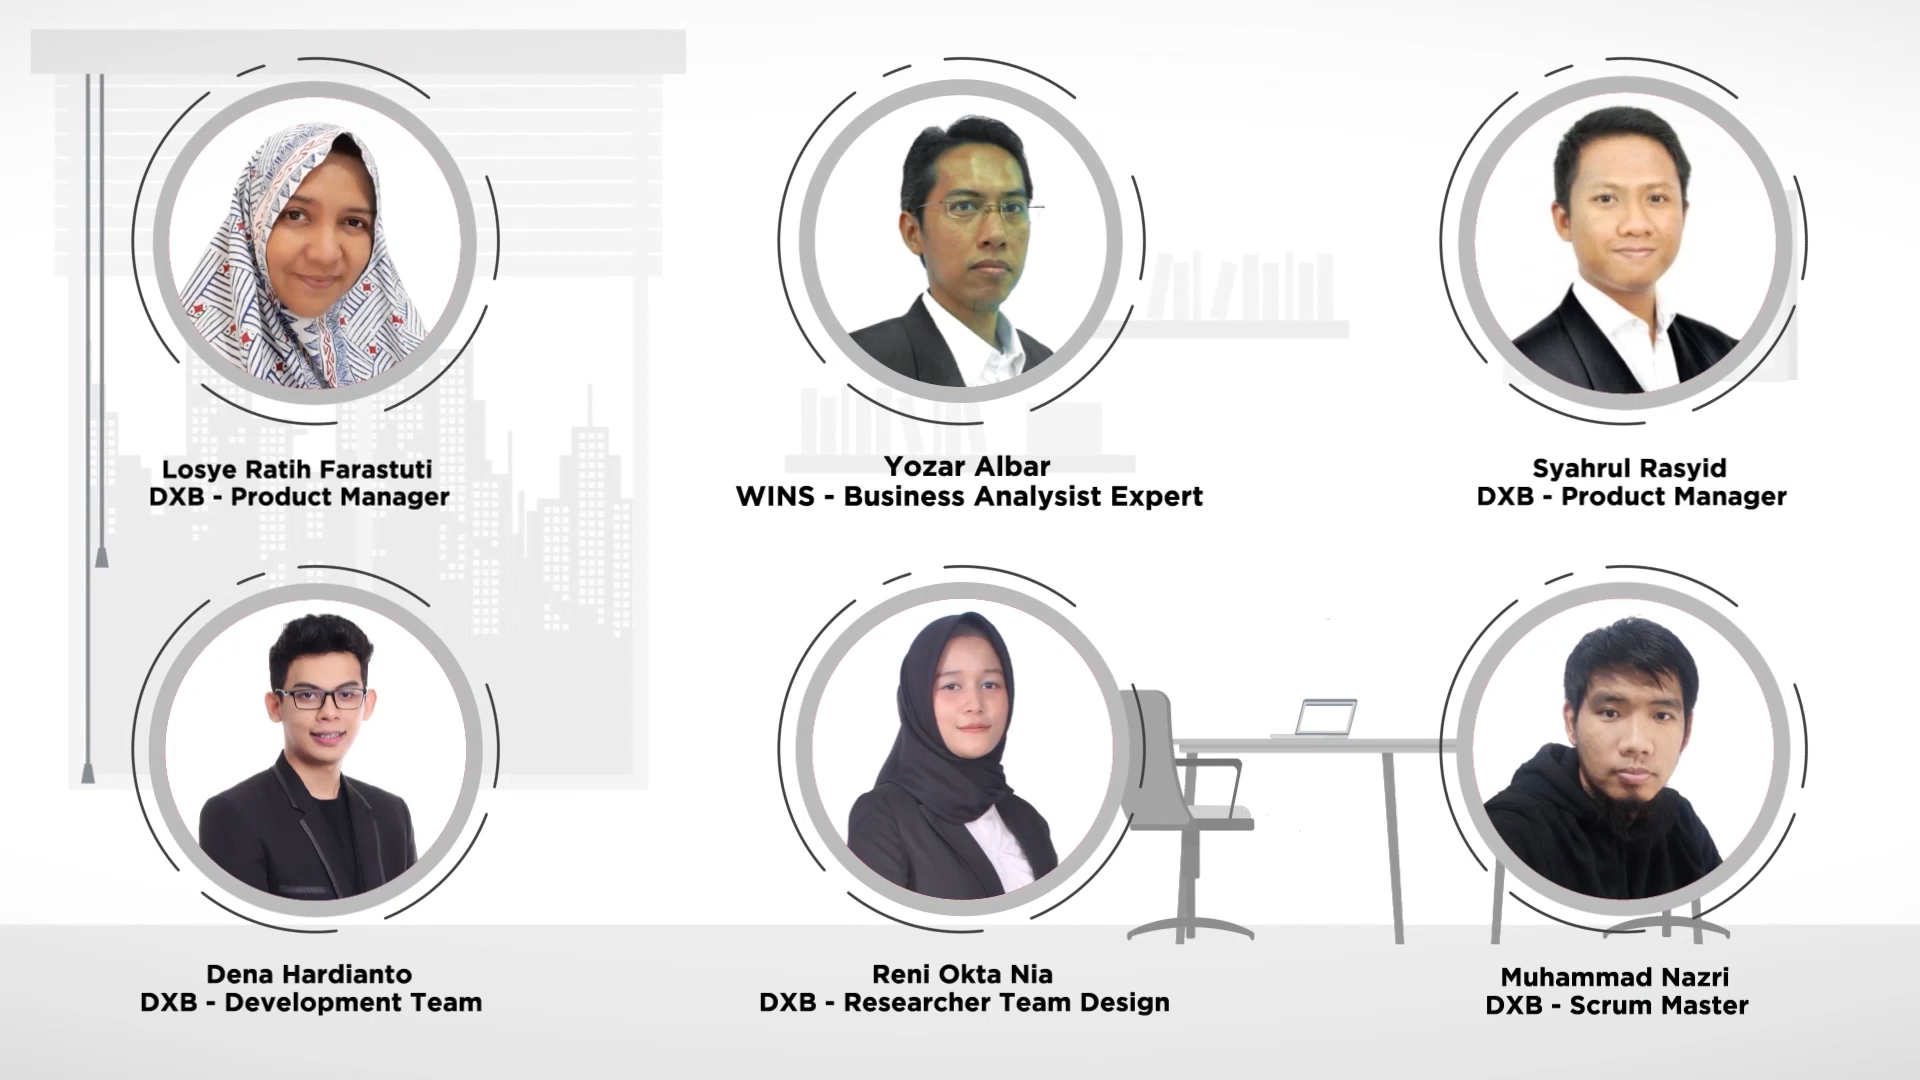 Losye Ratih Farastuti
DXB - Product Manager
Yozar Albar
WINS - Business Analysist Expert
Syahrul Rasyid
DXB - Product Manager
Dena Hardianto
DXB - Development Team
Reni Okta Nia
DXB - Researcher Team Design
Muhammad Nazri
DXB - Scrum Master